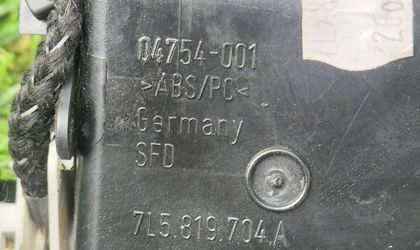 04754-001
>ABS/PC<
Germany
SFD
7L5.819.704.A